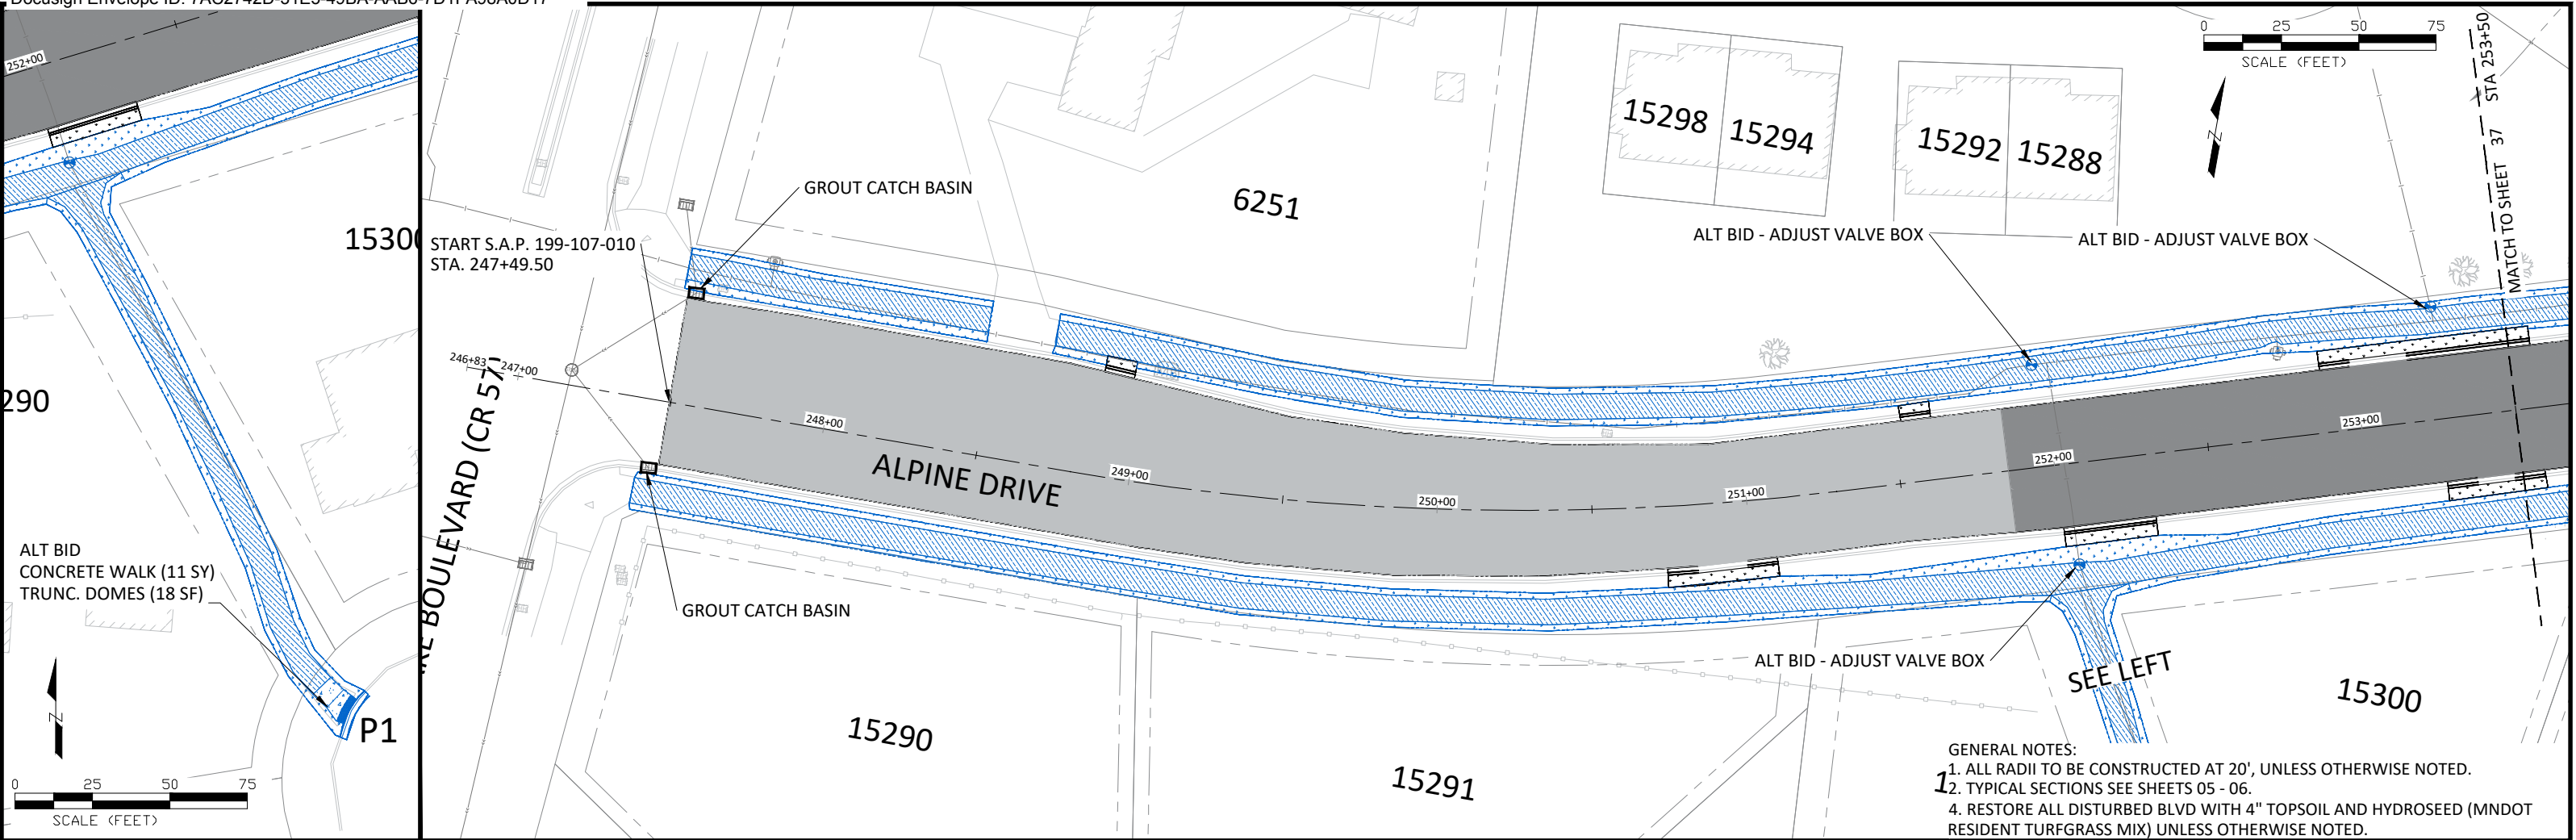 252+00
15300
290
ALT BID
CONCRETE WALK (11 SY)
TRUNC. DOMES (18 SF)
P1
N
0 25 50 75
SCALE (FEET)
START S.A.P. 199-107-010
STA. 247+49.50
GROUT CATCH BASIN
6251
15298
15294
15292
15288
0 25 50 75
SCALE (FEET)
N
MATCH TO SHEET 37 STA 253+50
ALT BID - ADJUST VALVE BOX
ALT BID - ADJUST VALVE BOX
246+83
247+00
248+00
249+00
250+00
251+00
252+00
253+00
ALPINE DRIVE
BOULEVARD (CR 57)
GROUT CATCH BASIN
ALT BID - ADJUST VALVE BOX
SEE LEFT
15290
15291
15300
GENERAL NOTES:
1. ALL RADII TO BE CONSTRUCTED AT 20', UNLESS OTHERWISE NOTED.
2. TYPICAL SECTIONS SEE SHEETS 05 - 06.
4. RESTORE ALL DISTURBED BLVD WITH 4" TOPSOIL AND HYDROSEED (MNDOT
RESIDENT TURFGRASS MIX) UNLESS OTHERWISE NOTED.